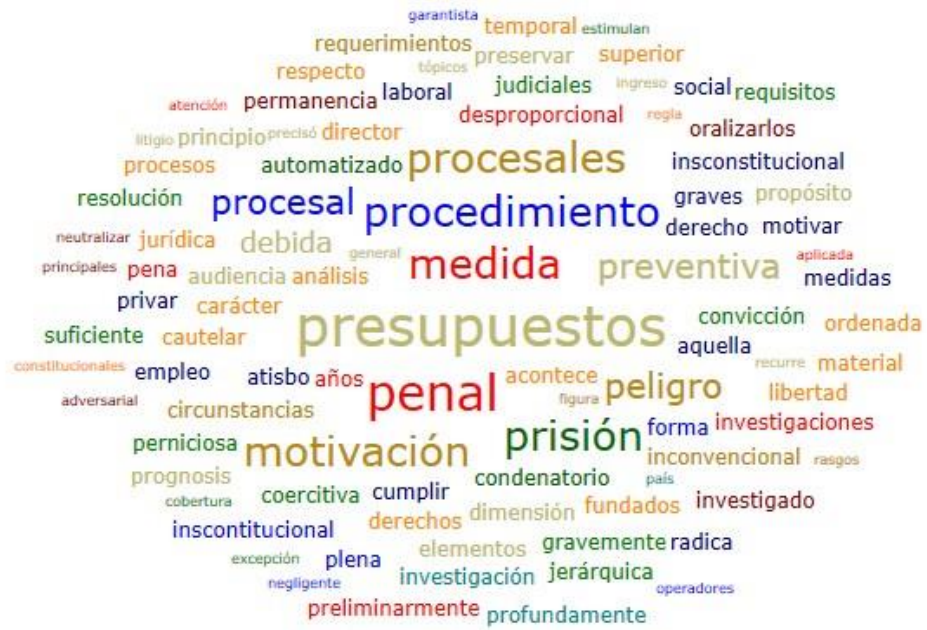 garantista
temporal estimulan
requerimientos preservar superior
respecto tópicos judiciales ingreso social requisitos
atención permanencia laboral desproporcional regla
litigio principio precisó director oralizarlos
procesos automatizado procesales insconstitucional
resolución procesal procedimiento graves propósito
neutralizar jurídica debida general derecho motivar
principales pena audiencia análisis medida preventiva aplicada
privar carácter medidas
suficiente cautelar presupuestos convicción ordenada
constitucionales empleo atisbo años acontece aquella recurre material
adversarial circunstancias penal figura peligro libertad
perniciosa motivación prisión forma investigaciones
prognosis condenatorio país inconvencional rasgos
cobertura coercitiva cumplir investigado
inscontitucional derechos dimensión fundados
excepción plena elementos gravemente radica
negligente investigación jerárquica operadores
preliminarmente profundamente